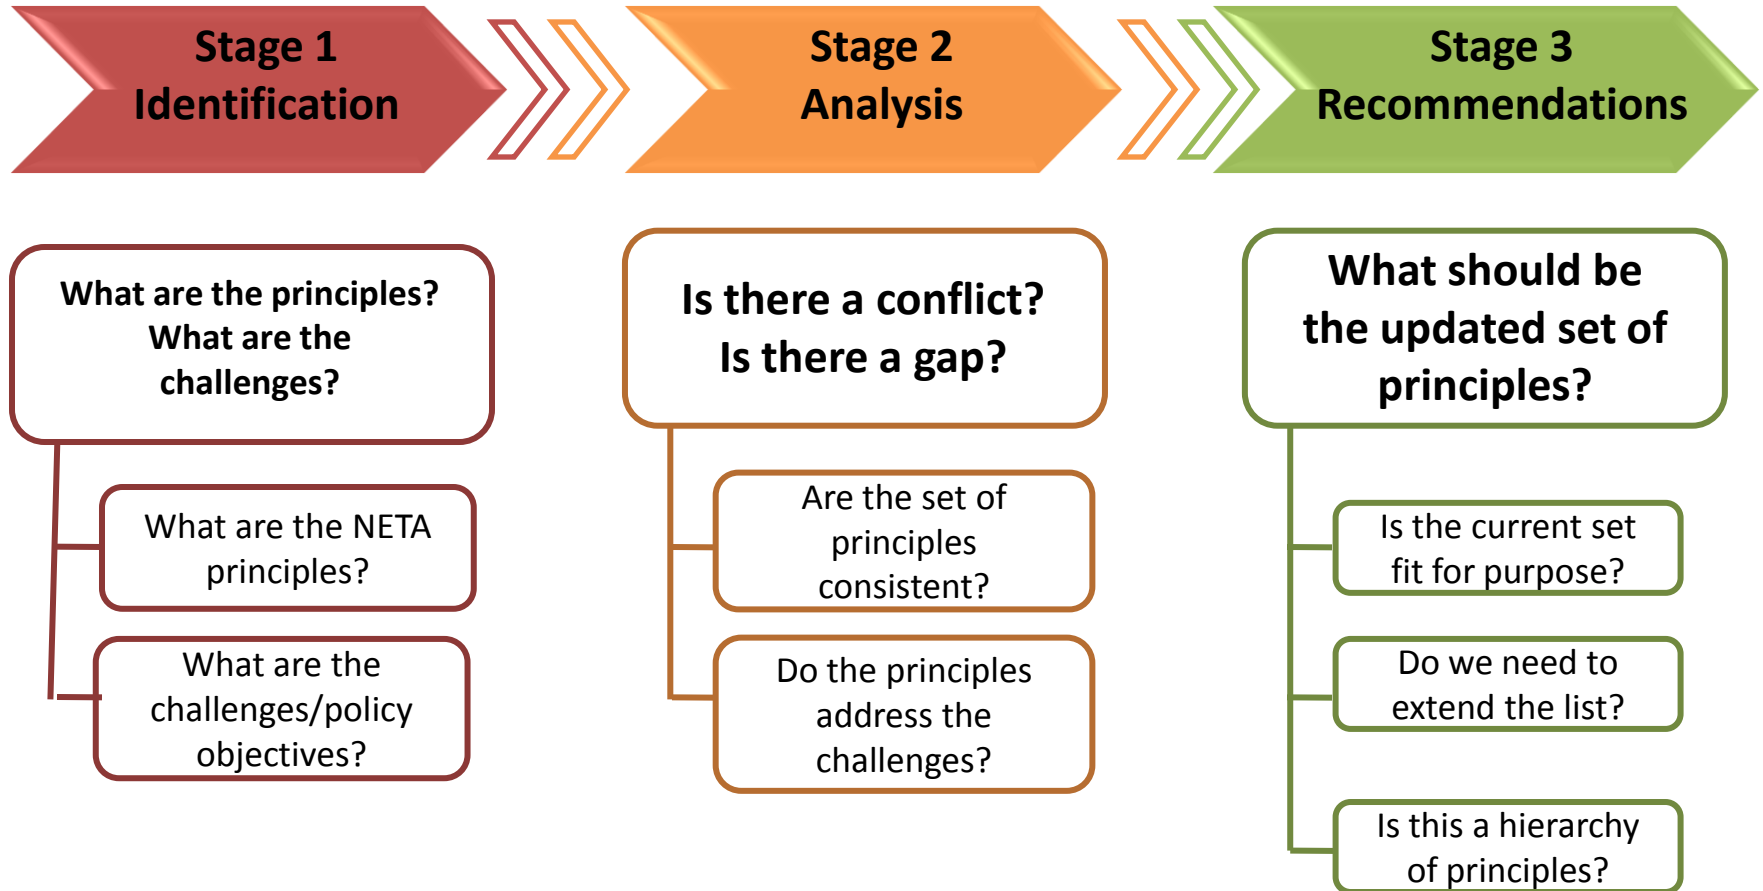 Stage 1
Identification
Stage 2
Analysis
Stage 3
Recommendations
What are the principles?
What are the
challenges?
What are the NETA
principles?
What are the
challenges/policy
objectives?
Is there a conflict?
Is there a gap?
Are the set of
principles
consistent?
Do the principles
address the
challenges?
What should be
the updated set of
principles?
Is the current set
fit for purpose?
Do we need to
extend the list?
Is this a hierarchy
of principles?